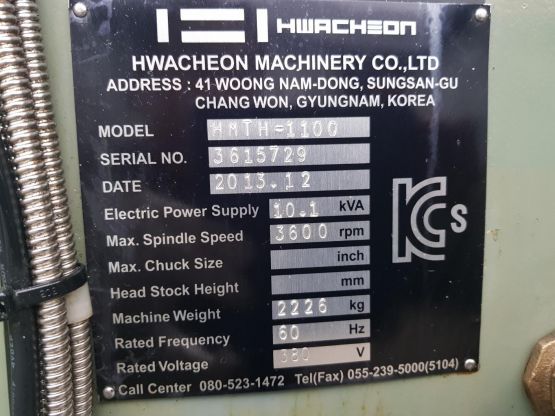 HWACHEON
HWACHEON MACHINERY CO.,LTD
ADDRESS : 41 WOONG NAM-DONG, SUNGSAN-GU
CHANG WON, GYUNGNAM, KOREA
MODEL HMTH-1100
SERIAL NO. 3615729
DATE 2013.12
Electric Power Supply 10.1 kVA
Max. Spindle Speed 3600 rpm
Max. Chuck Size inch
Head Stock Height mm
Machine Weight 2226 kg
Rated Frequency 60 Hz
Rated Voltage 380 V
KCs
Call Center 080-523-1472 Tel(Fax) 055-239-5000(5104)